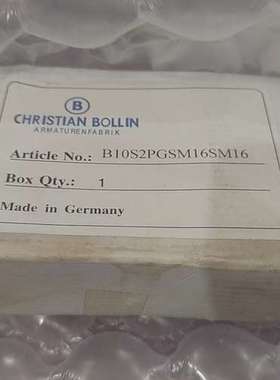 B
CHRISTIAN BOLLIN
ARMATURENFABRIK
Article No.: B10S2PGSM16SM16
Box Qty.: 1
Made in Germany